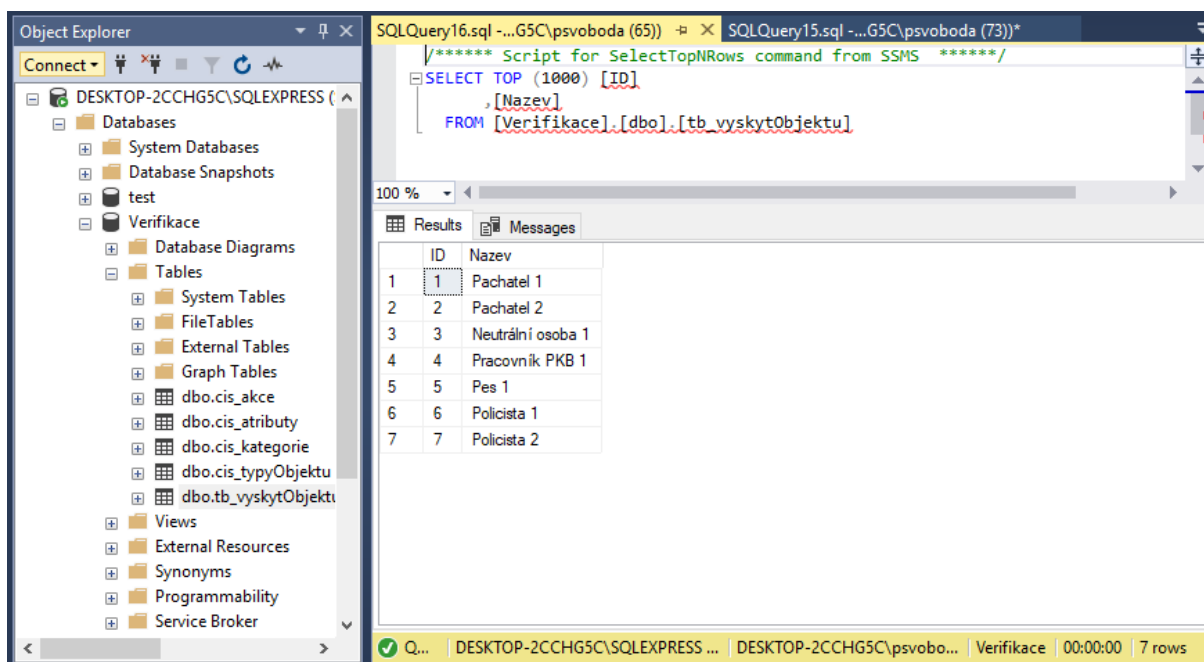 Object Explorer
Connect
DESKTOP-2CCHG5C\SQLEXPRESS (
Databases
System Databases
Database Snapshots
test
Verifikace
Database Diagrams
Tables
System Tables
FileTables
External Tables
Graph Tables
dbo.cis_akce
dbo.cis_atributy
dbo.cis_kategorie
dbo.cis_typyObjektu
dbo.tb_vyskytObjektu
Views
External Resources
Synonyms
Programmability
Service Broker
SQLQuery16.sql -...G5C\psvoboda (65)) SQLQuery15.sql -...G5C\psvoboda (73))*
/****** Script for SelectTopNRows command from SSMS ******/
SELECT TOP (1000) [ID]
,[Nazev]
FROM [Verifikace].[dbo].[tb_vyskytObjektu]
100 %
Results Messages
ID Nazev
1 1 Pachatel 1
2 2 Pachatel 2
3 3 Neutrální osoba 1
4 4 Pracovník PKB 1
5 5 Pes 1
6 6 Policista 1
7 7 Policista 2
Q... DESKTOP-2CCHG5C\SQLEXPRESS ... DESKTOP-2CCHG5C\psvobo... Verifikace 00:00:00 7 rows